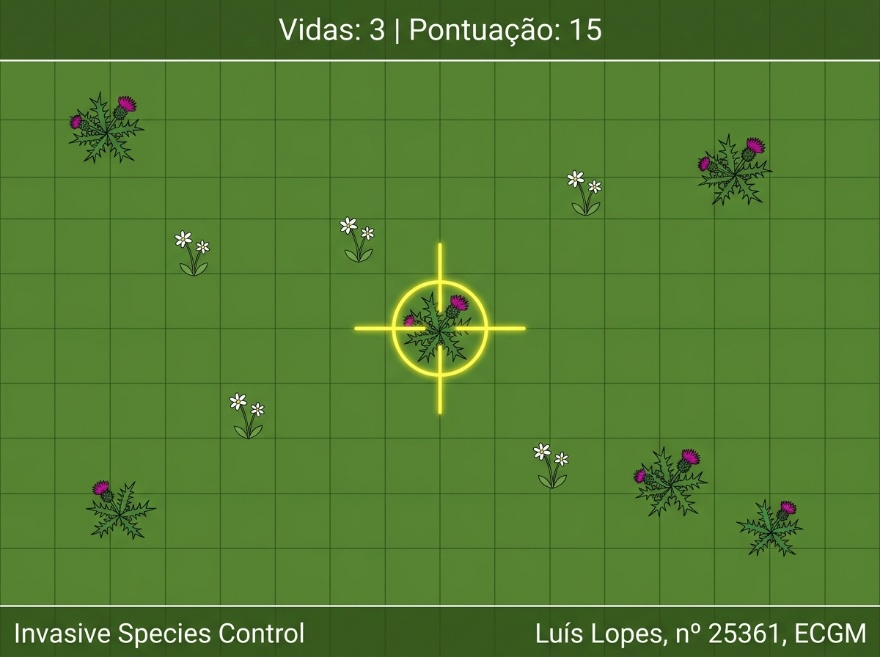 Vidas: 3 | Pontuação: 15
Invasive Species Control
Luís Lopes, nº 25361, ECGM